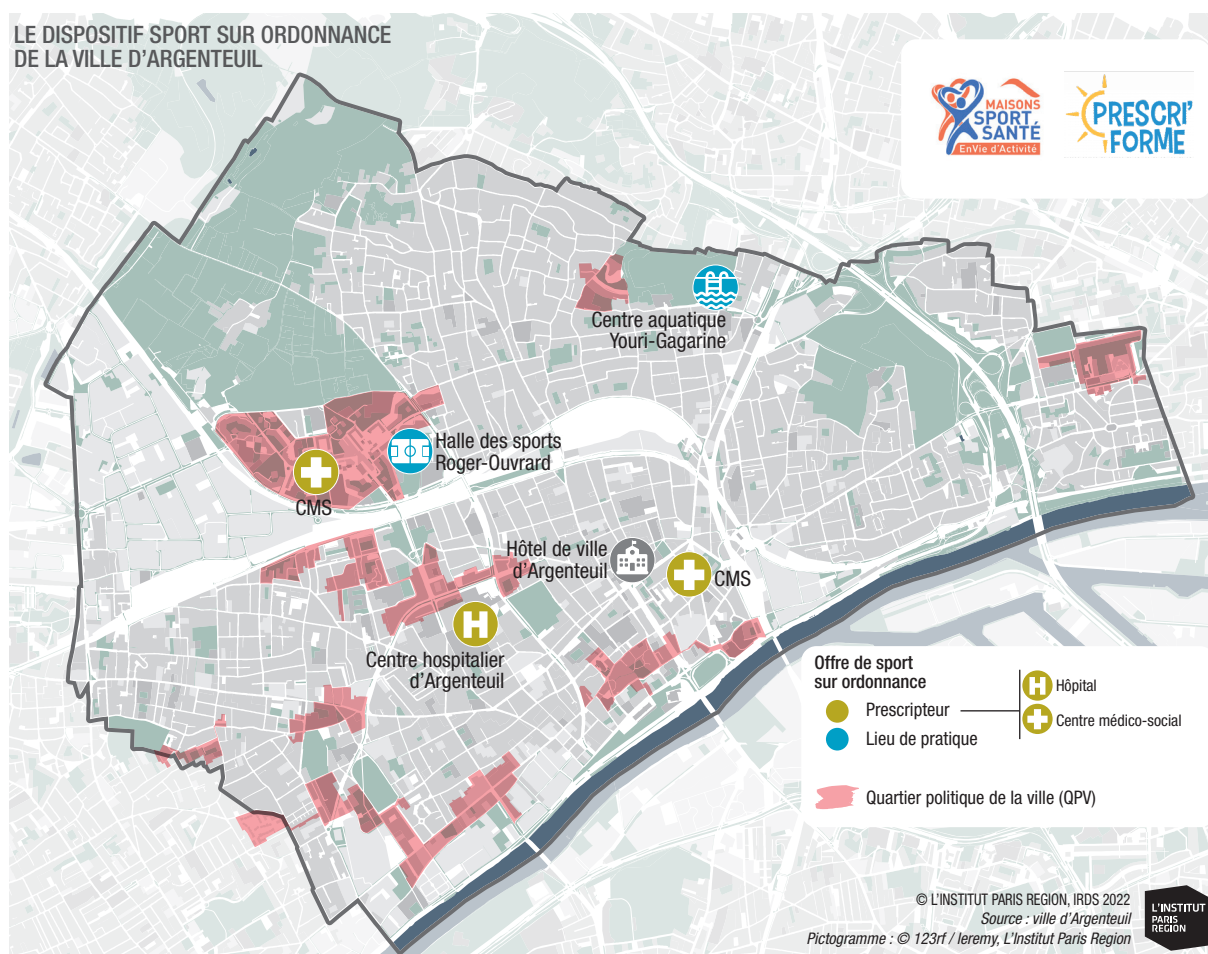 LE DISPOSITIF SPORT SUR ORDONNANCE
DE LA VILLE D'ARGENTEUIL
MAISONS
SPORT
SANTÉ
EnVie d'Activité
PRESCRI'
FORME
Centre aquatique
Youri-Gagarine
Halle des sports
Roger-Ouvrard
CMS
Hôtel de ville
d'Argenteuil
CMS
H
Centre hospitalier
d'Argenteuil
Offre de sport
sur ordonnance
Prescripteur
Lieu de pratique
H Hôpital
Centre médico-social
Quartier politique de la ville (QPV)
© L'INSTITUT PARIS REGION, IRDS 2022
Source : ville d'Argenteuil
Pictogramme : © 123rf / leremy, L'Institut Paris Region
L'INSTITUT
PARIS
REGION